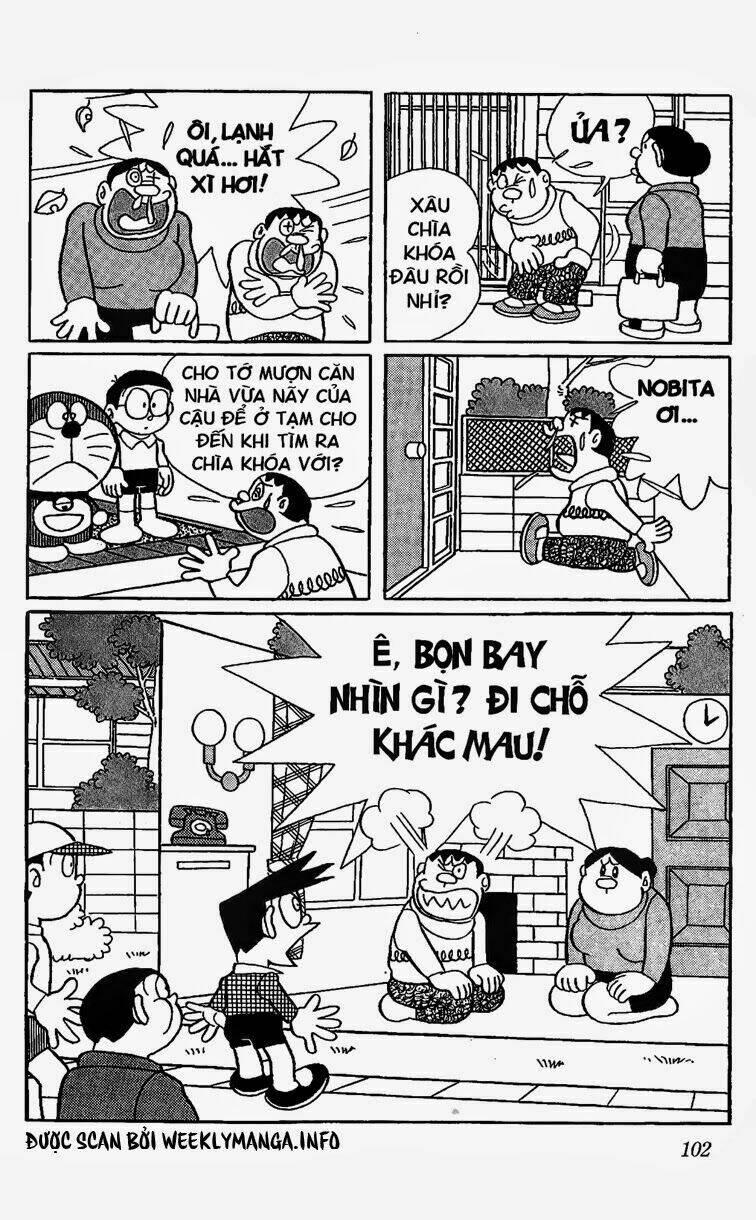 ỦA?
XÂU
CHÌA
KHÓA
ĐÂU RỒI
NHỈ?
ÔI, LẠNH
QUÁ... HẮT
XÌ HƠI!
NOBITA
ƠI...
CHO TỚ MƯỢN CĂN
NHÀ VỪA NÃY CỦA
CẬU ĐỂ Ở TẠM CHO
ĐẾN KHI TÌM RA
CHÌA KHÓA VỚI?
Ê, BỌN BAY
NHÌN GÌ? ĐI CHỖ
KHÁC MAU!
ĐƯỢC SCAN BỞI WEEKLYMANGA.INFO
102